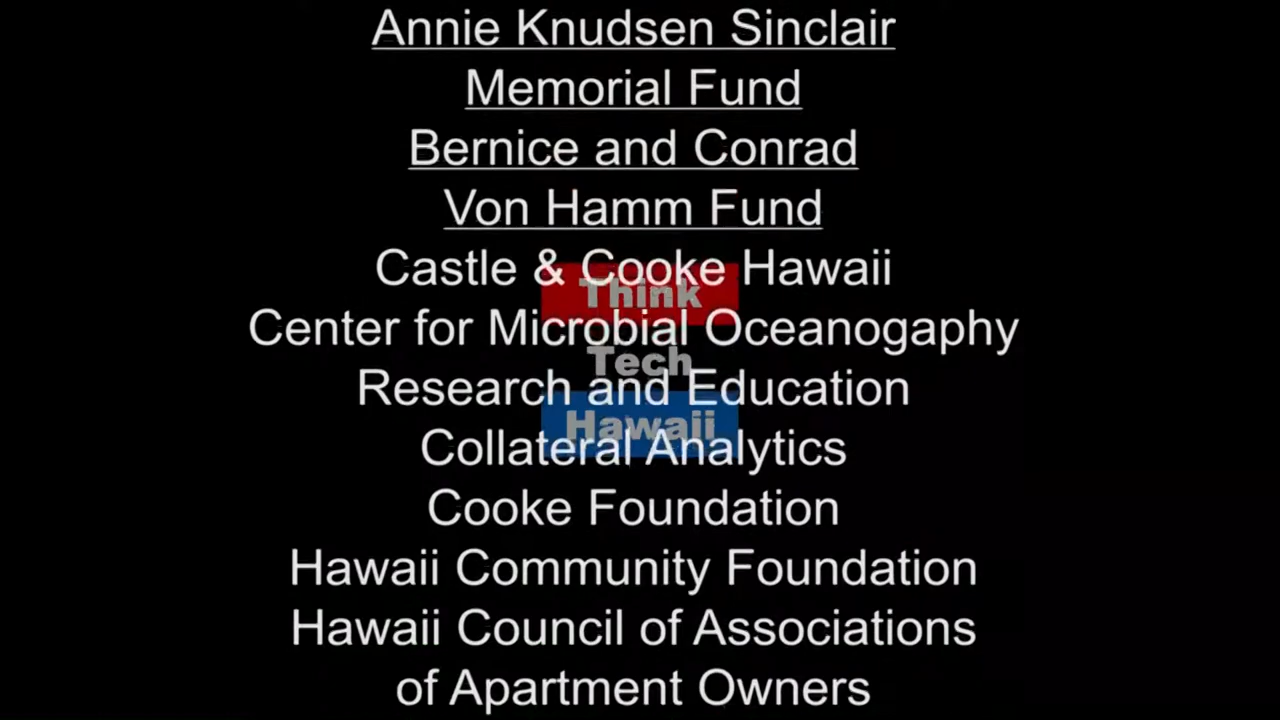 Annie Knudsen Sinclair
Memorial Fund
Bernice and Conrad
Von Hamm Fund
Castle & Cooke Hawaii
Think
Center for Microbial Oceanogaphy
Tech
Research and Education
Hawaii
Collateral Analytics
Cooke Foundation
Hawaii Community Foundation
Hawaii Council of Associations
of Apartment Owners